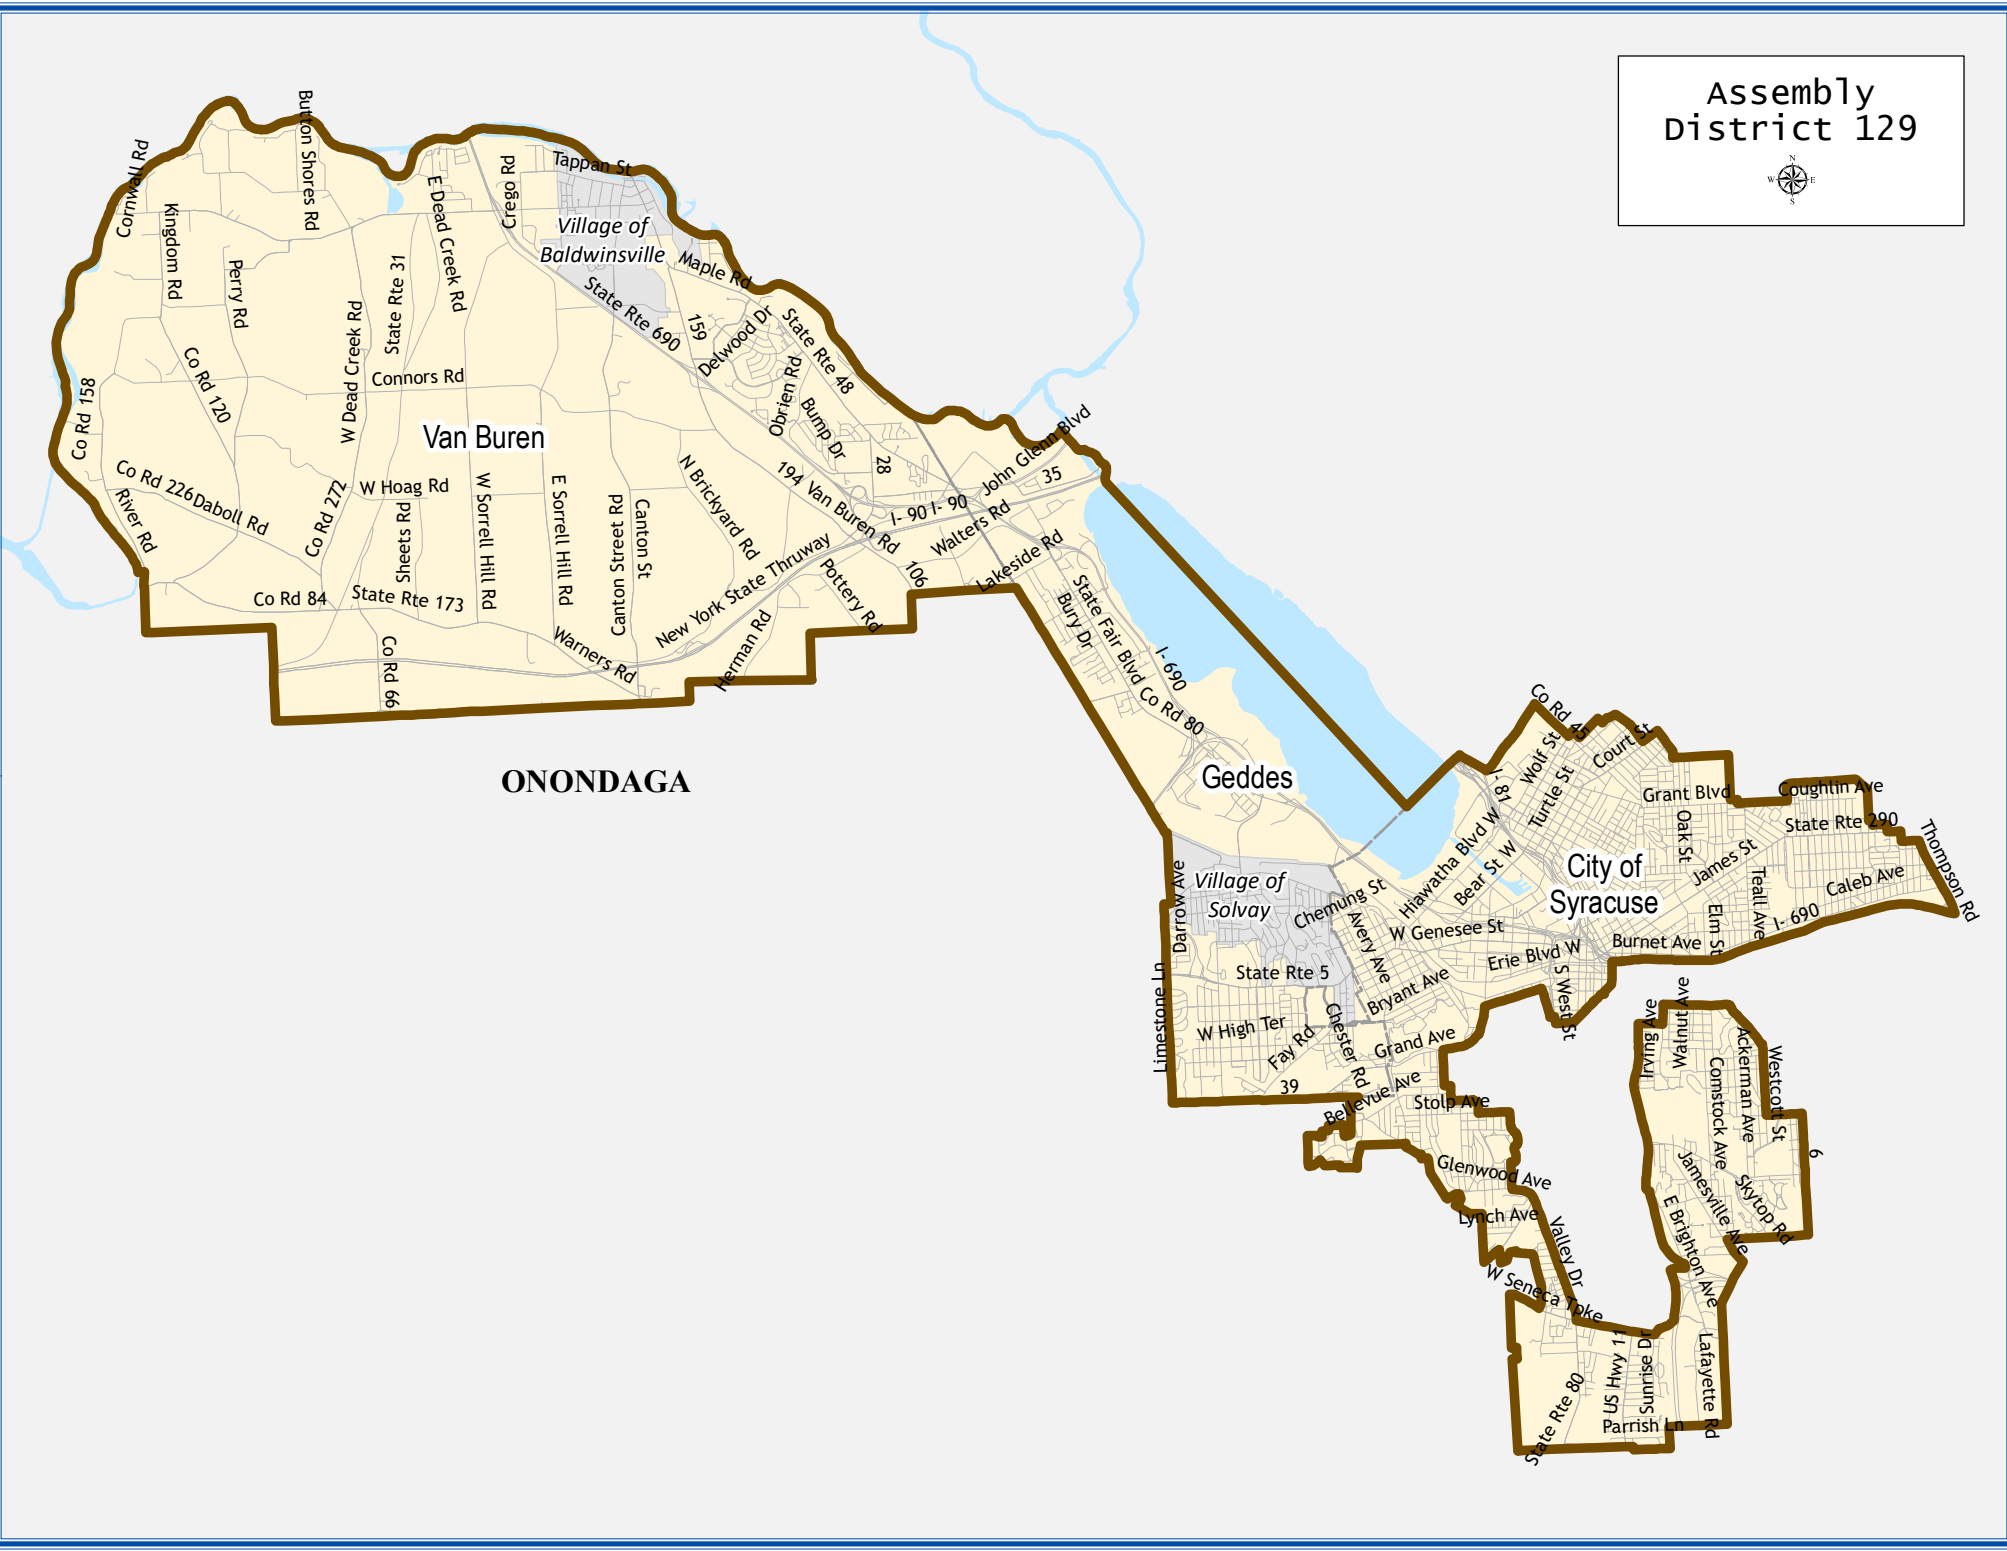 Assembly
District 129
N
W
E
S
Button Shores Rd
Cornwall Rd
Kingdom Rd
Perry Rd
E Dead Creek Rd
Crego Rd
Tappan St
Village of
Baldwinsville
Maple Rd
State Rte 31
W Dead Creek Rd
State Rte 690
159
Delwood Dr
State Rte 48
Obrien Rd
Bump Dr
Co Rd 158
Co Rd 120
Connors Rd
Van Buren
28
John Glenn Blvd
35
Co Rd 226
Daboll Rd
River Rd
Co Rd 272
W Hoag Rd
Sheets Rd
W Sorrell Hill Rd
E Sorrell Hill Rd
Canton Street Rd
Canton St
N Brickyard Rd
194
Van Buren Rd
I- 90
I- 90
Walters Rd
Lakeside Rd
106
Pottery Rd
New York State Thruway
Herman Rd
Co Rd 84
State Rte 173
Co Rd 66
Warners Rd
State Fair Blvd
Bury Dr
I- 690
Co Rd 80
ONONDAGA
Geddes
Co Rd 45
Wolf St
Court St
Turtle St
I- 81
Grant Blvd
Coughlin Ave
State Rte 290
Thompson Rd
Oak St
James St
Teall Ave
Caleb Ave
Elm St
I- 690
Burnet Ave
City of
Syracuse
Hiawatha Blvd W
Bear St W
Village of
Solvay
Darrow Ave
Chemung St
Avery Ave
W Genesee St
Erie Blvd W
S West St
Bryant Ave
State Rte 5
Limestone Ln
W High Ter
Fay Rd
Chester Rd
Grand Ave
39
Bellevue Ave
Stolp Ave
Glenwood Ave
Lynch Ave
Valley Dr
W Seneca Tpke
Irving Ave
Walnut Ave
Ackerman Ave
Comstock Ave
Westcott St
6
Jamesville Ave
Skytop Rd
E Brighton Ave
Lafayette Rd
US Hwy 11
Sunrise Dr
State Rte 80
Parrish Ln